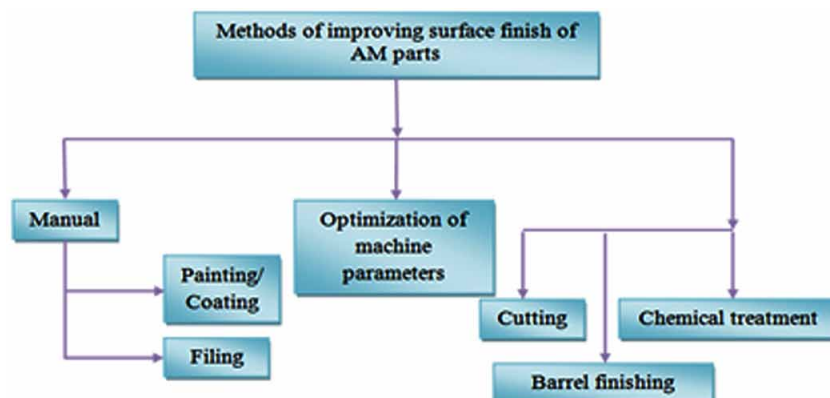 Methods of improving surface finish of
AM parts
Manual
Optimization of
machine
parameters
Painting/
Coating
Cutting
Chemical treatment
Filing
Barrel finishing